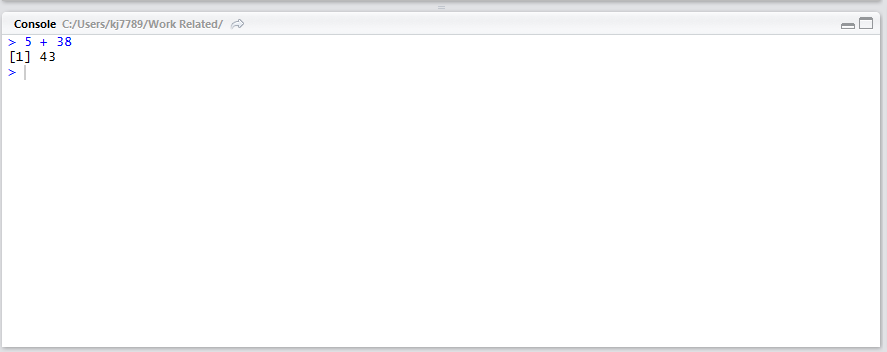 Console C:/Users/kj7789/Work Related/
> 5 + 38
[1] 43
>